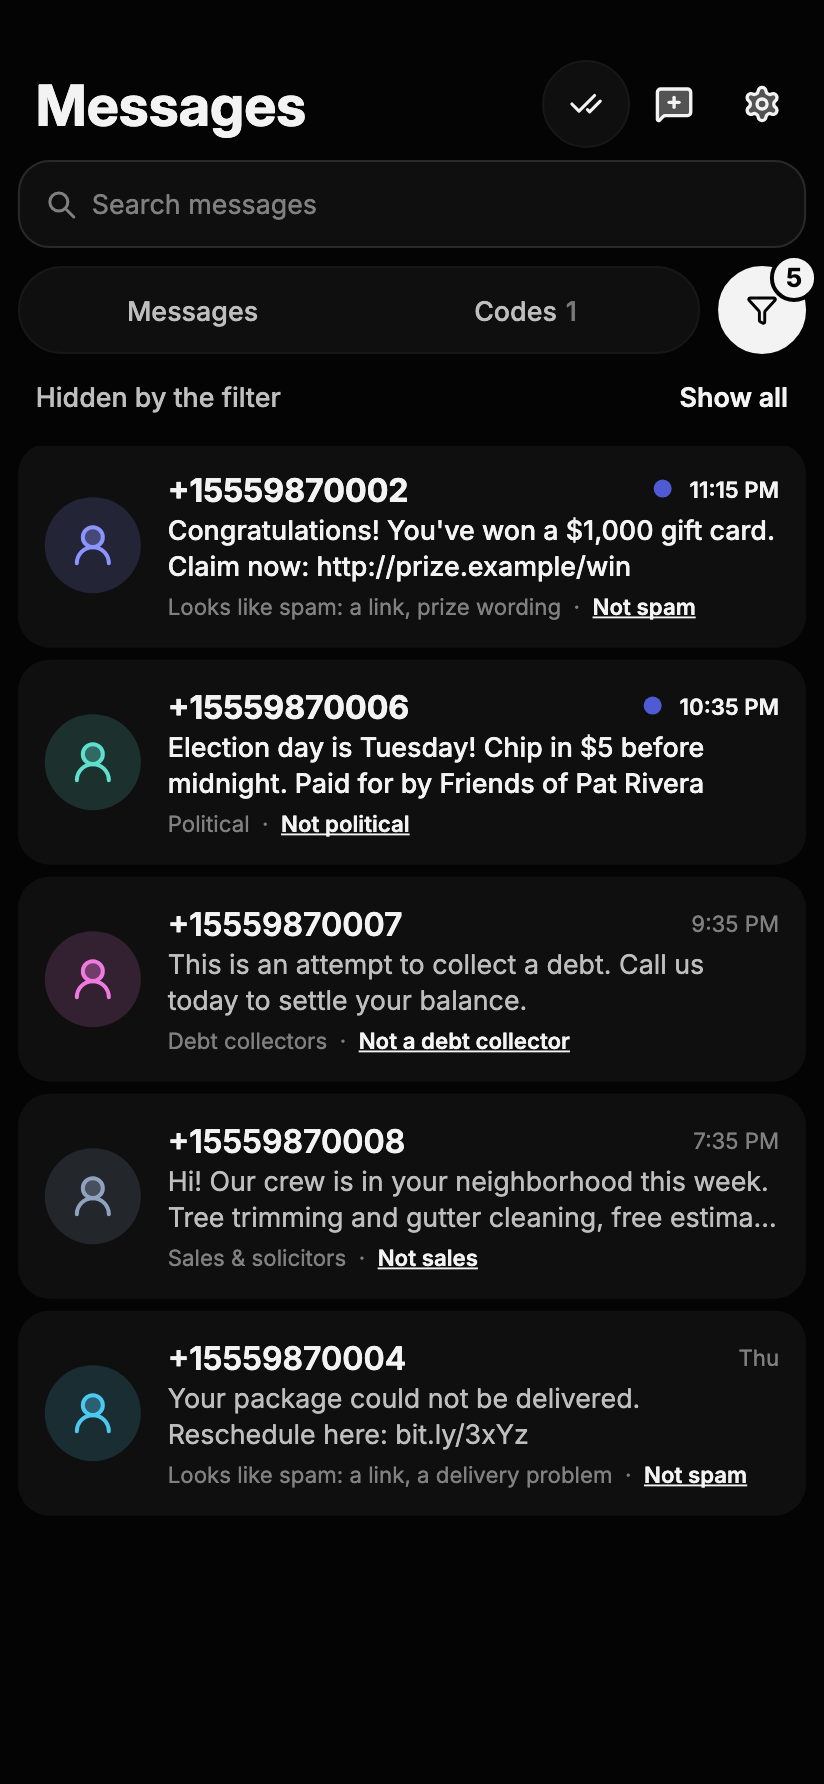 Messages
Search messages
Messages
Codes 1
5
Hidden by the filter
Show all
+15559870002
11:15 PM
Congratulations! You've won a $1,000 gift card.
Claim now: http://prize.example/win
Looks like spam: a link, prize wording · Not spam
+15559870006
10:35 PM
Election day is Tuesday! Chip in $5 before
midnight. Paid for by Friends of Pat Rivera
Political · Not political
+15559870007
9:35 PM
This is an attempt to collect a debt. Call us
today to settle your balance.
Debt collectors · Not a debt collector
+15559870008
7:35 PM
Hi! Our crew is in your neighborhood this week.
Tree trimming and gutter cleaning, free estima...
Sales & solicitors · Not sales
+15559870004
Thu
Your package could not be delivered.
Reschedule here: bit.ly/3xYz
Looks like spam: a link, a delivery problem · Not spam